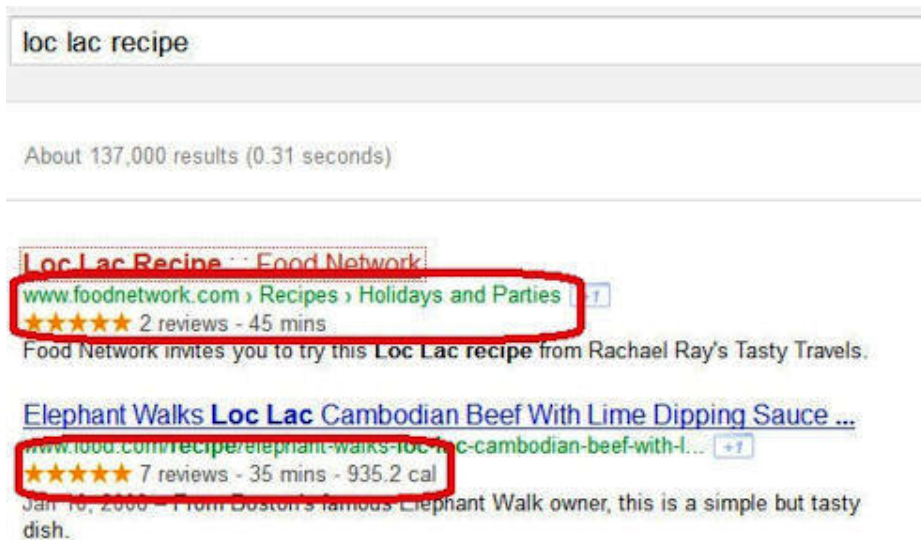 loc lac recipe
About 137,000 results (0.31 seconds)
Loc Lac Recipe : : Food Network
www.foodnetwork.com › Recipes › Holidays and Parties +1
★★★★★ 2 reviews - 45 mins
Food Network invites you to try this Loc Lac recipe from Rachael Ray's Tasty Travels.
Elephant Walks Loc Lac Cambodian Beef With Lime Dipping Sauce ...
www.food.com/recipe/elephant-walks-loc-lac-cambodian-beef-with-l... +1
★★★★★ 7 reviews - 35 mins - 935.2 cal
Jan 10, – From Boston's famous Elephant Walk owner, this is a simple but tasty
dish.